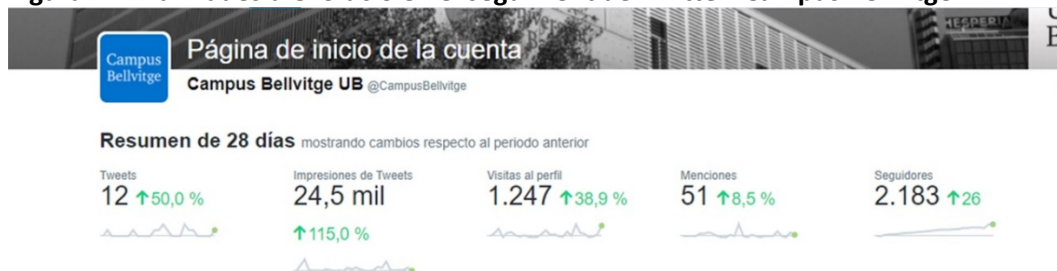 Página de inicio de la cuenta
Campus
Bellvitge
Campus Bellvitge UB @CampusBellvitge
HESPERIA
Resumen de 28 días mostrando cambios respecto al periodo anterior
Tweets
12 ↑50,0 %
Impresiones de Tweets
24,5 mil
↑115,0 %
Visitas al perfil
1.247 ↑38,9 %
Menciones
51 ↑8,5 %
Seguidores
2.183 ↑26